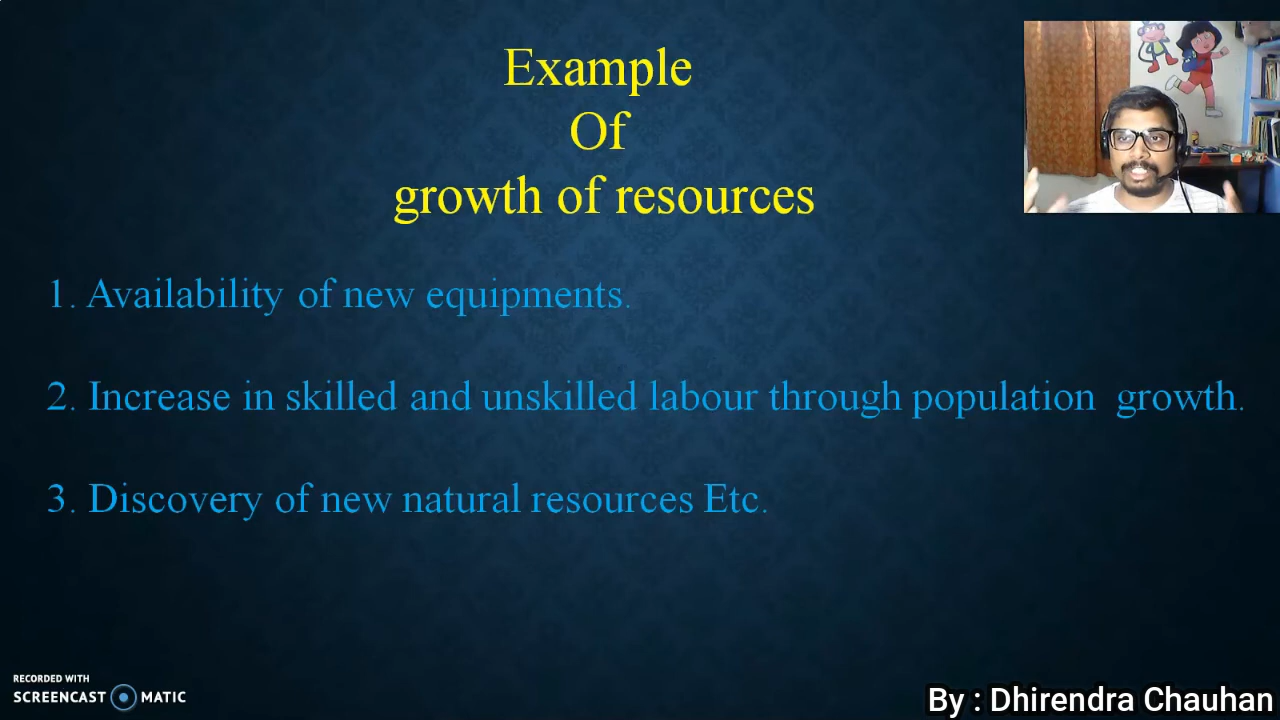 Example
Of
growth of resources
1. Availability of new equipments.
2. Increase in skilled and unskilled labour through population growth.
3. Discovery of new natural resources Etc.
RECORDED WITH
SCREENCAST MATIC
By : Dhirendra Chauhan